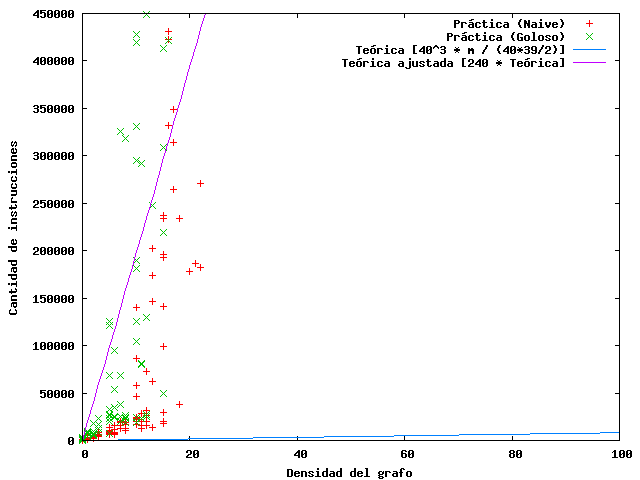 450000
400000
350000
300000
250000
200000
150000
100000
50000
0
Cantidad de instrucciones
Práctica (Naive)
Práctica (Goloso)
Teórica [40^3 * m / (40*39/2)]
Teórica ajustada [240 * Teórica]
0 20 40 60 80 100
Densidad del grafo